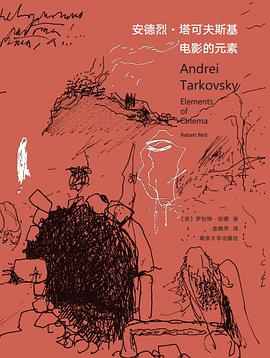 安德烈·塔可夫斯基
电影的元素
Andrei
Tarkovsky
Elements
of
Cinema
Robert Bird
[美] 罗伯特·伯德 著
金晓宇 译
南京大学出版社